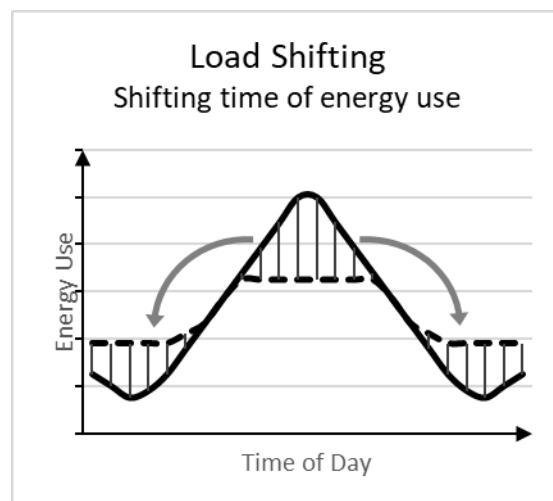 Load Shifting
Shifting time of energy use
Energy Use
Time of Day